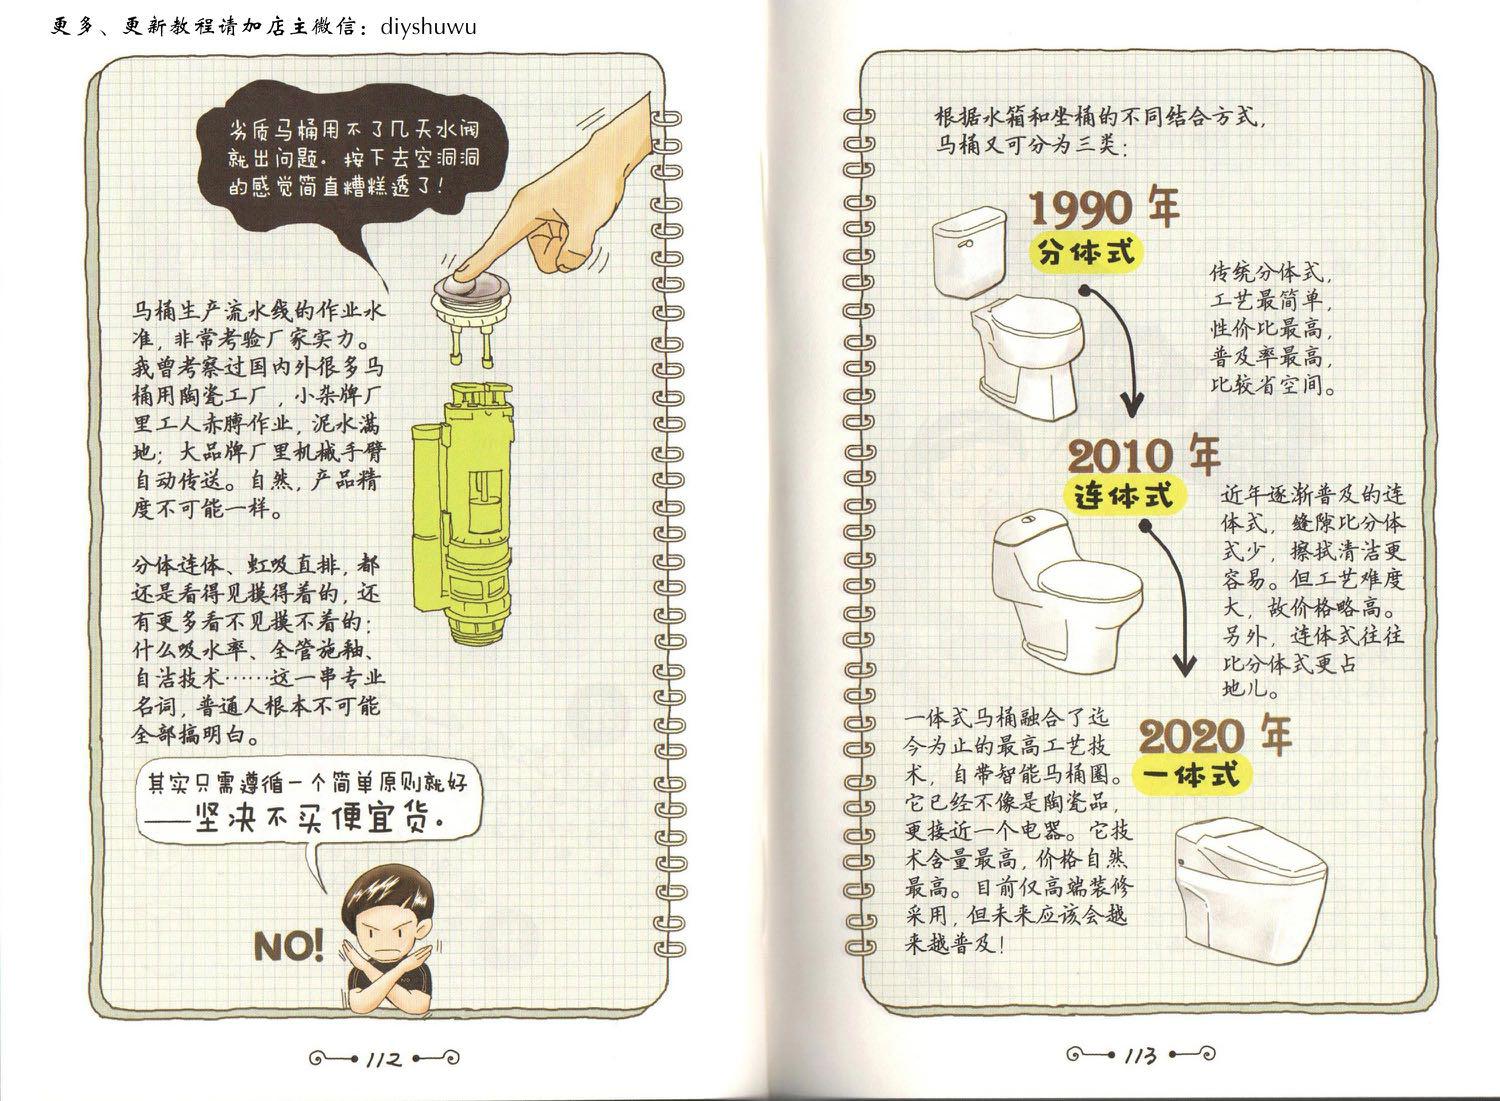 更多、更新教程请加店主微信：diyshuwu
劣质马桶用不了几天水阀
就出问题。按下去空洞洞
的感觉简直糟糕透了！
马桶生产流水线的作业水
准，非常考验厂家实力。
我曾考察过国内外很多马
桶用陶瓷工厂，小杂牌厂
里工人赤膊作业，泥水满
地；大品牌厂里机械手臂
自动传送。自然，产品精
度不可能一样。
分体连体、虹吸直排，都
还是看得见摸得着的，还
有更多看不见摸不着的：
什么吸水率、全管施釉、
自洁技术……这一串专业
名词，普通人根本不可能
全部搞明白。
其实只需遵循一个简单原则就好
——坚决不买便宜货。
NO!
112
根据水箱和坐桶的不同结合方式，
马桶又可分为三类：
1990 年
分体式
传统分体式，
工艺最简单，
性价比最高，
普及率最高，
比较省空间。
2010 年
连体式
近年逐渐普及的连
体式，缝隙比分体
式少，擦拭清洁更
容易。但工艺难度
大，故价格略高。
另外，连体式往往
比分体式更占
地儿。
2020 年
一体式
一体式马桶融合了迄
今为止的最高工艺技
术，自带智能马桶圈。
它已经不像是陶瓷品，
更接近一个电器。它技
术含量最高，价格自然
最高。目前仅高端装修
采用，但未来应该会越
来越普及！
113